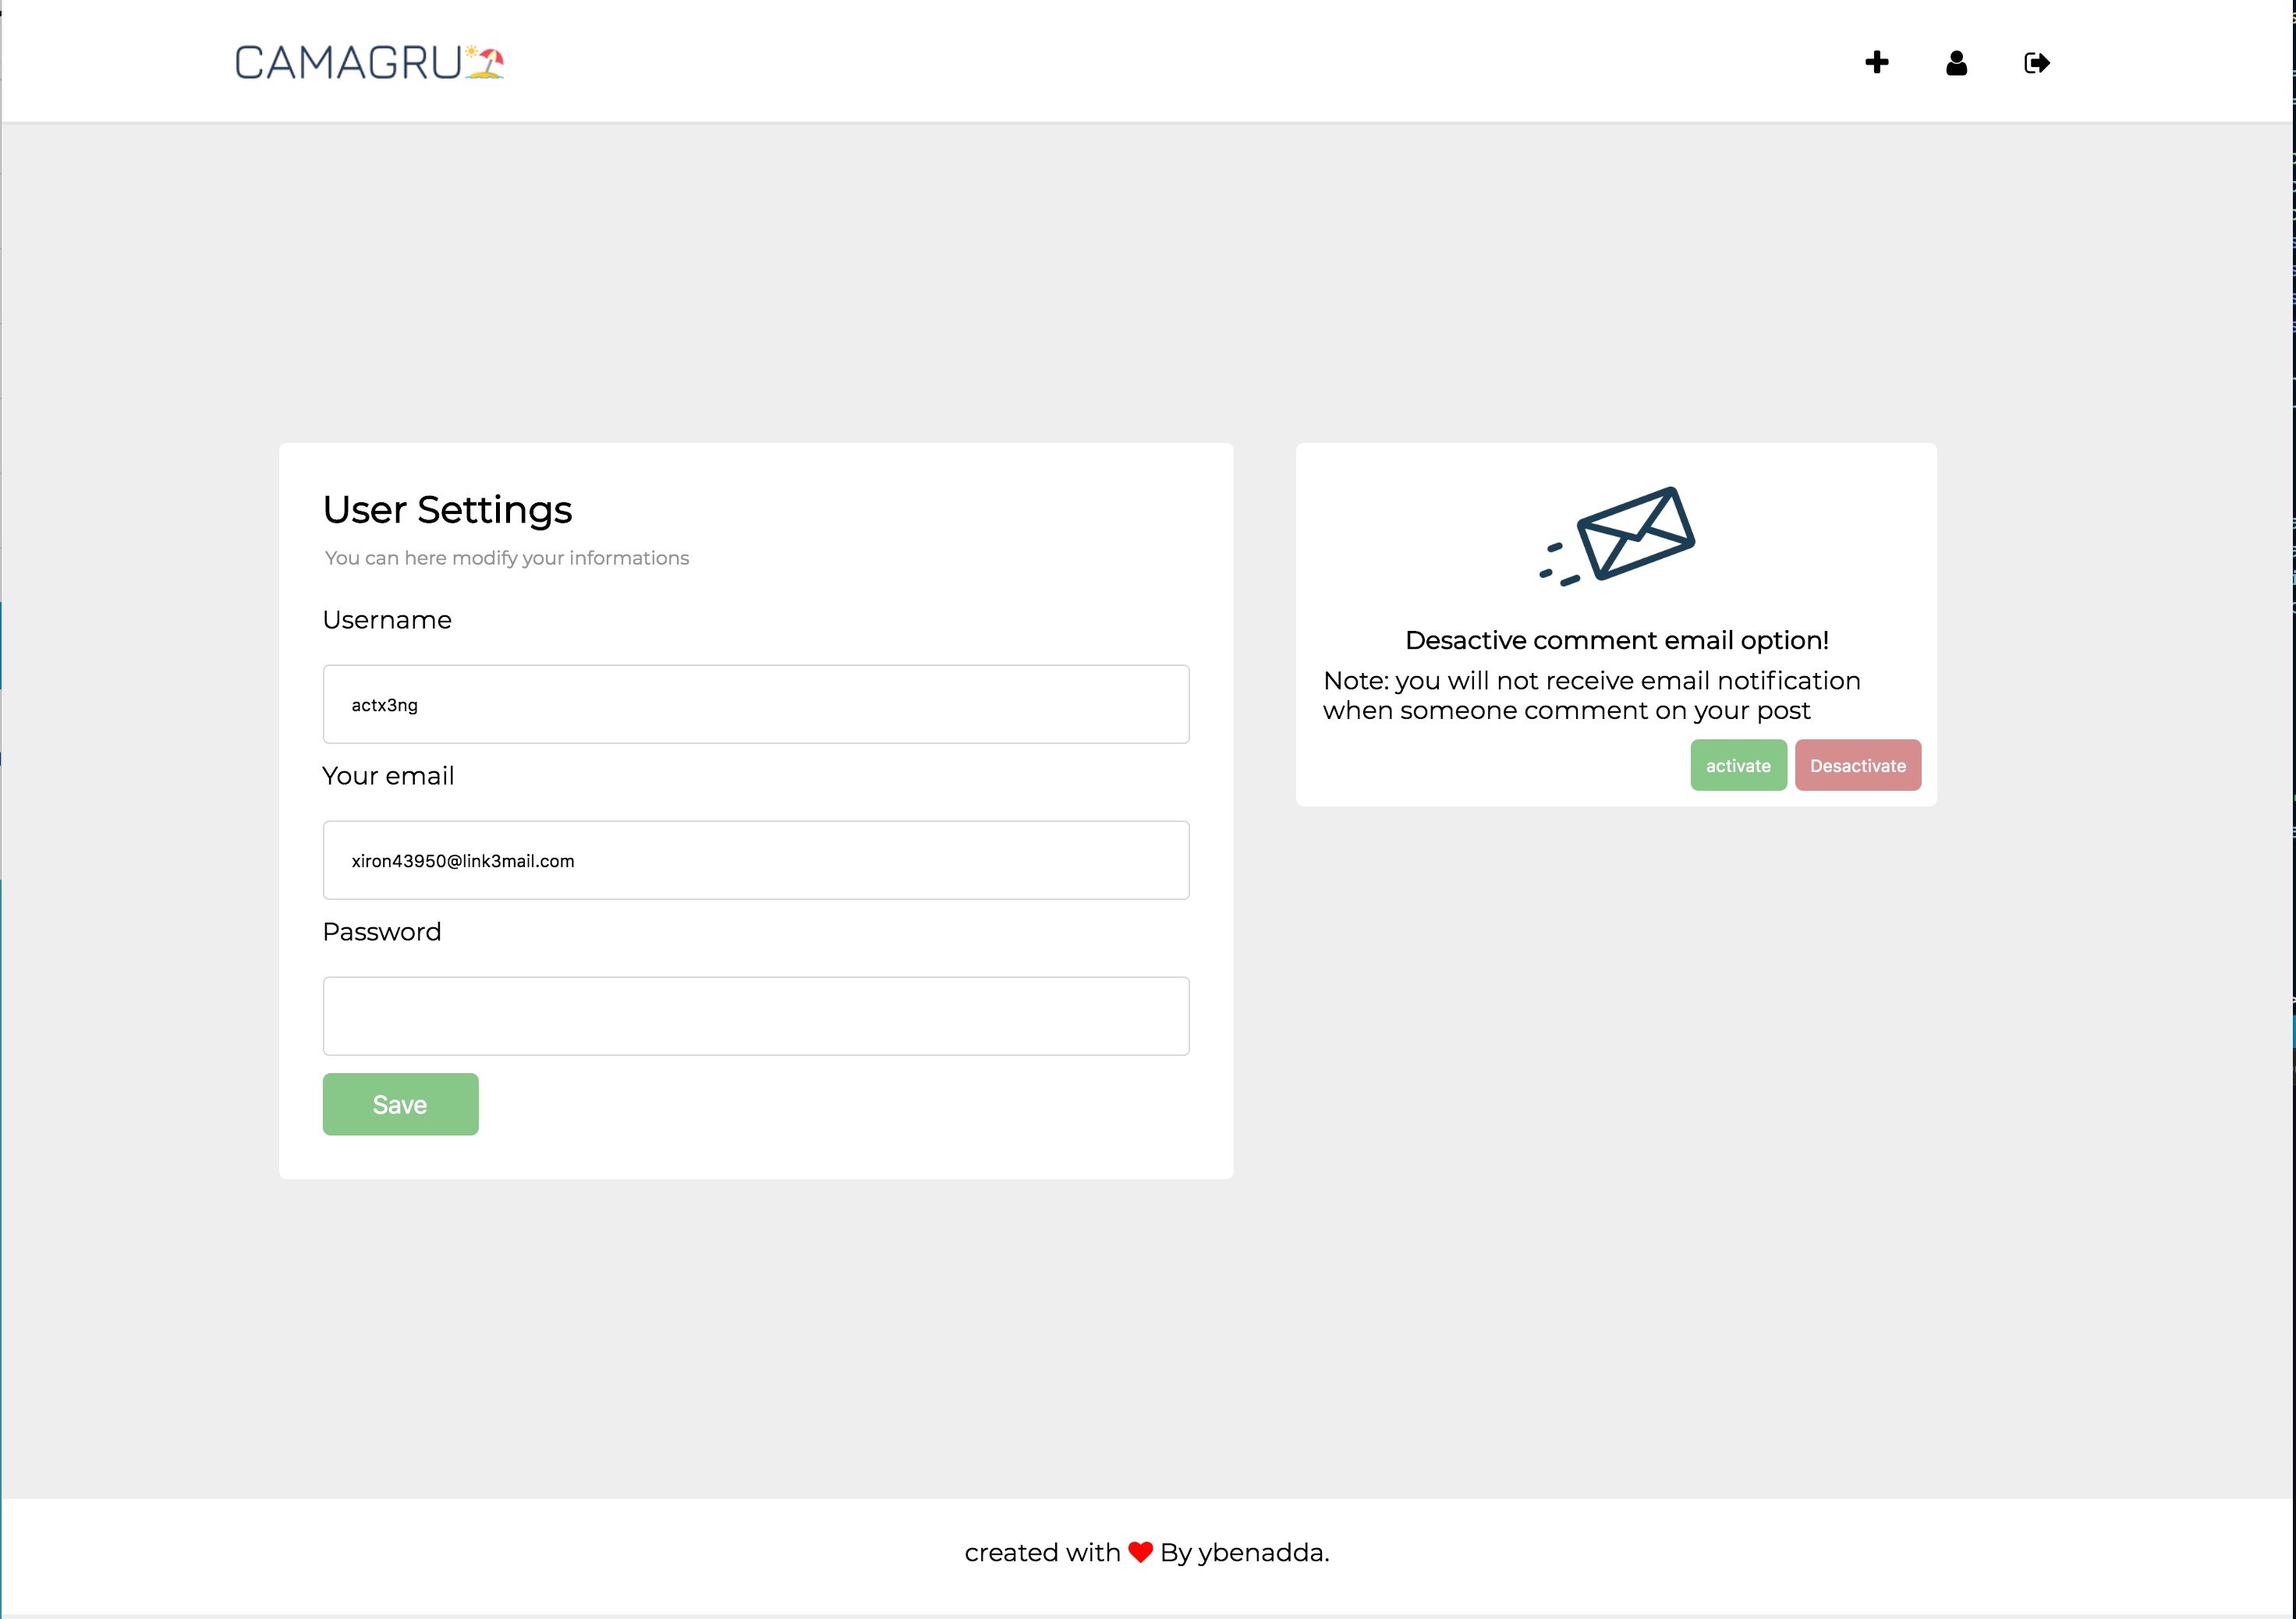 CAMAGRU
User Settings
You can here modify your informations
Username
actx3ng
Your email
xiron43950@link3mail.com
Password
Save
Desactive comment email option!
Note: you will not receive email notification
when someone comment on your post
activate Desactivate
created with ❤ By ybenadda.